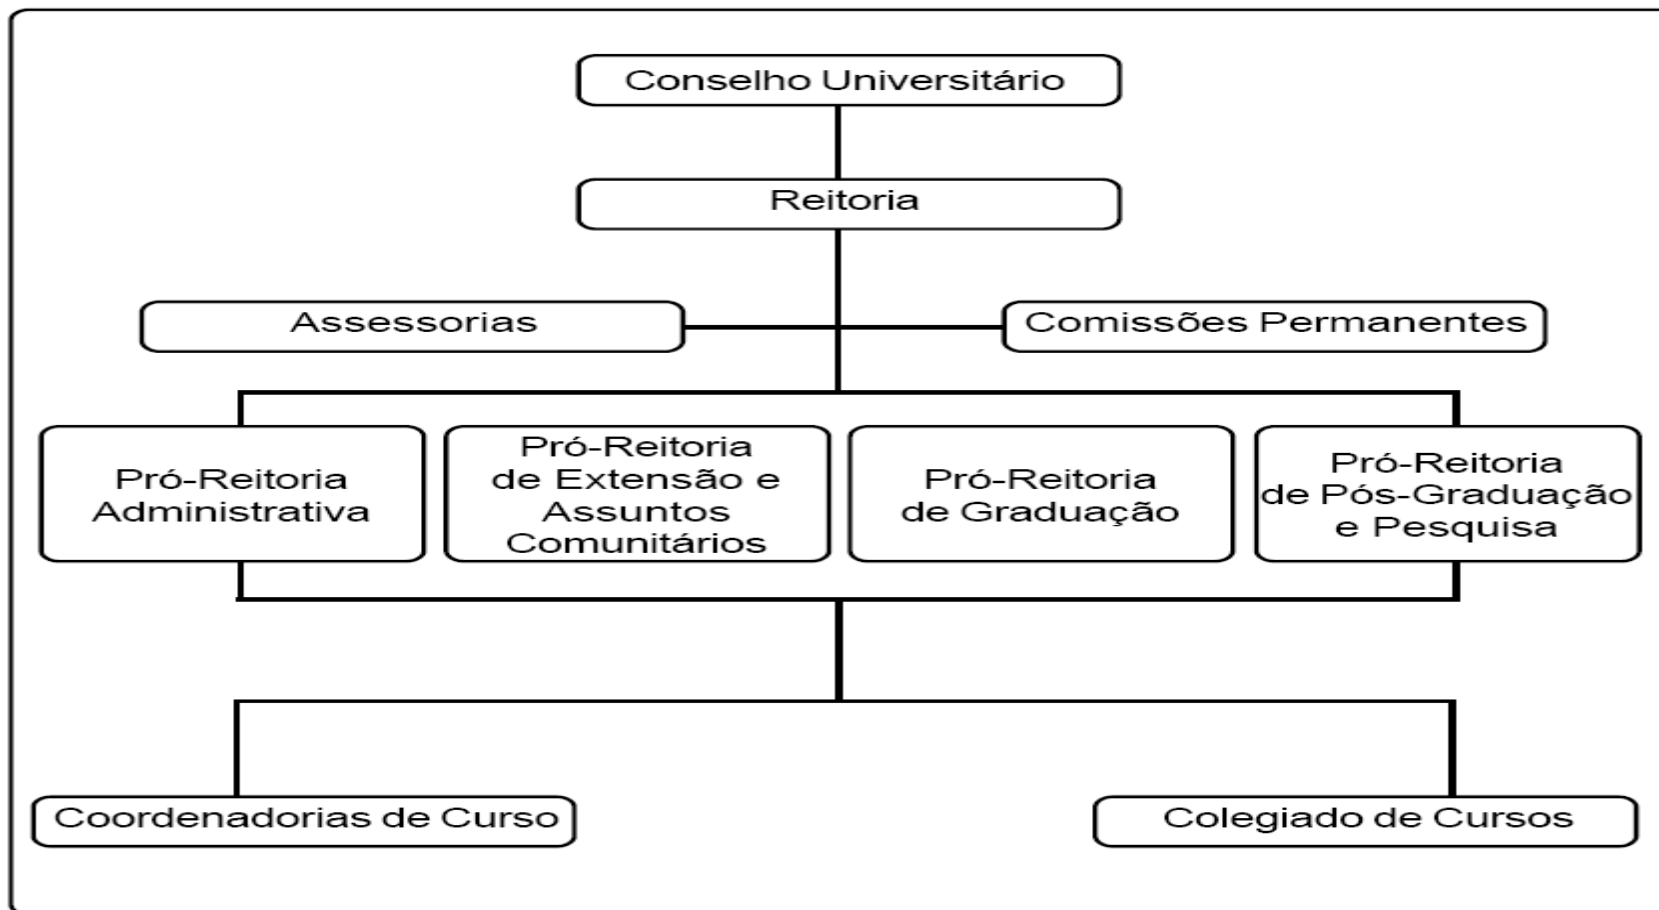 Conselho Universitário
Reitoria
Assessorias
Comissões Permanentes
Pró-Reitoria
Administrativa
Pró-Reitoria
de Extensão e
Assuntos
Comunitários
Pró-Reitoria
de Graduação
Pró-Reitoria
de Pós-Graduação
e Pesquisa
Coordenadorias de Curso
Colegiado de Cursos